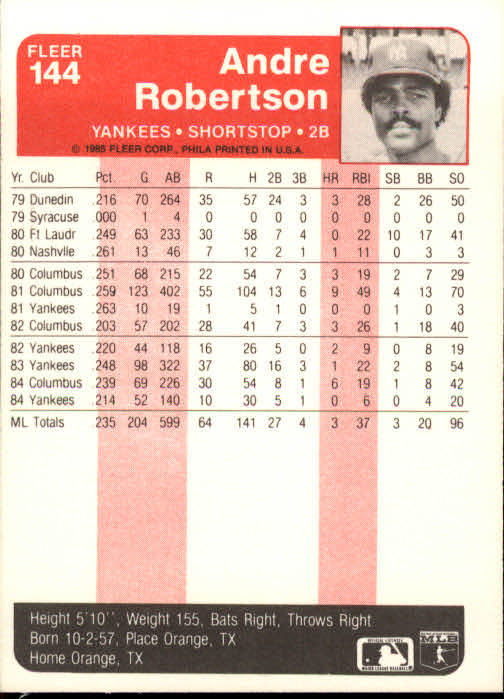 FLEER
144
Andre
Robertson
YANKEES • SHORTSTOP • 2B
© 1985 FLEER CORP., PHILA PRINTED IN U.S.A.
Yr. Club Pct. G AB R H 2B 3B HR RBI SB BB SO
79 Dunedin .216 70 264 35 57 24 3 3 28 2 26 50
79 Syracuse .000 1 4 0 0 0 0 0 0 0 0 0
80 Ft Laudr .249 63 233 30 58 7 4 0 22 10 17 41
80 Nashvlle .261 13 46 7 12 2 1 1 11 0 3 3
80 Columbus .251 68 215 22 54 7 3 3 19 2 7 29
81 Columbus .259 123 402 55 104 13 6 9 49 4 13 70
81 Yankees .263 10 19 1 5 1 0 0 0 1 0 3
82 Columbus .203 57 202 28 41 7 3 3 26 1 18 40
82 Yankees .220 44 118 16 26 5 0 2 9 0 8 19
83 Yankees .248 98 322 37 80 16 3 1 22 2 8 54
84 Columbus .239 69 226 30 54 8 1 6 19 1 8 42
84 Yankees .214 52 140 10 30 5 1 0 6 0 4 20
ML Totals .235 204 599 64 141 27 4 3 37 3 20 96
Height 5'10'', Weight 155, Bats Right, Throws Right
Born 10-2-57, Place Orange, TX
Home Orange, TX
OFFICIAL LICENSEE
MAJOR LEAGUE BASEBALL